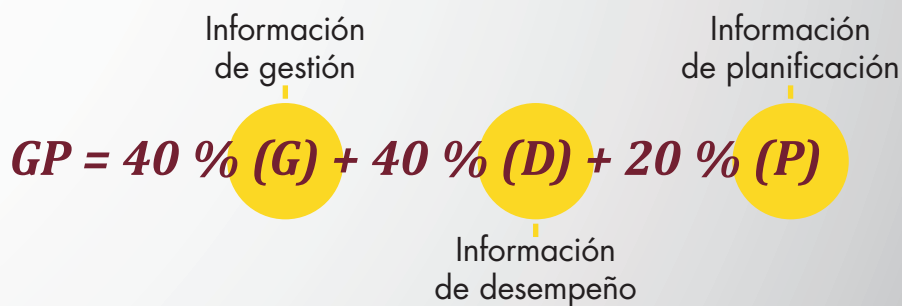 Información
de gestión
Información
de planificación
GP = 40 % (G) + 40 % (D) + 20 % (P)
Información
de desempeño